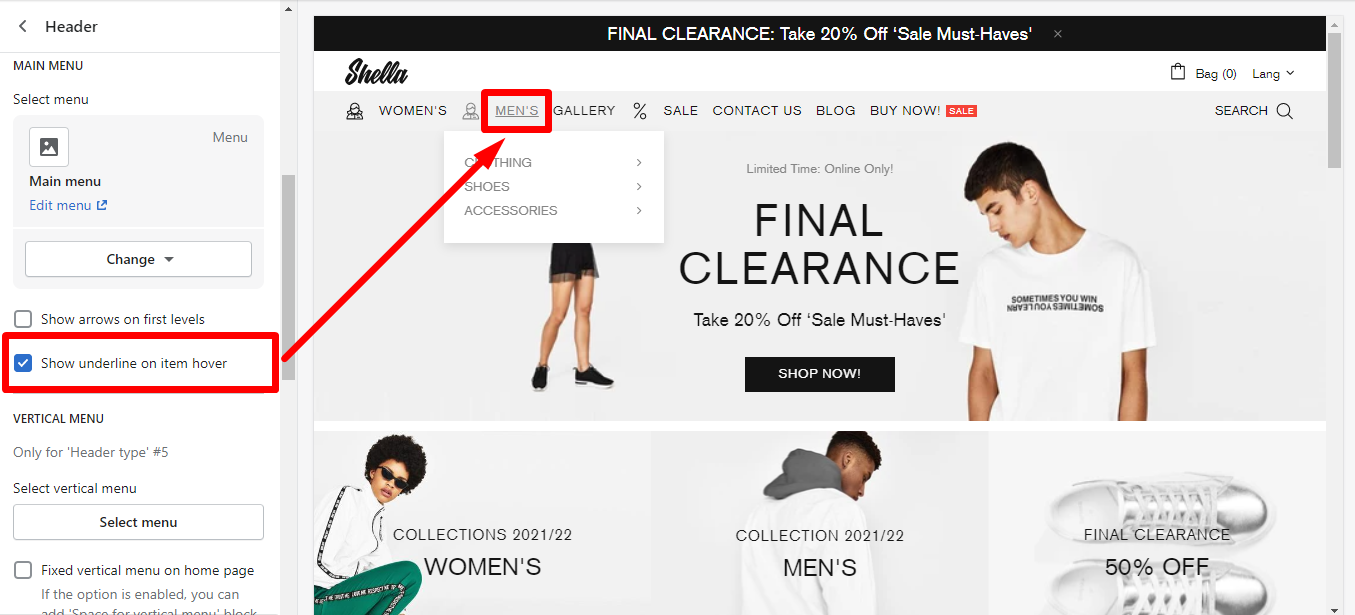 Header
MAIN MENU
Select menu
Menu
Main menu
Edit menu
Change
Show arrows on first levels
Show underline on item hover
VERTICAL MENU
Only for 'Header type' #5
Select vertical menu
Select menu
Fixed vertical menu on home page
If the option is enabled, you can
add 'Space for vertical menu' block
FINAL CLEARANCE: Take 20% Off ‘Sale Must-Haves’
Shella
Bag (0) Lang
WOMEN'S MEN'S GALLERY % SALE CONTACT US BLOG BUY NOW! SALE SEARCH
SHOES
ACCESSORIES
Limited Time: Online Only!
FINAL
CLEARANCE
Take 20% Off ‘Sale Must-Haves’
SHOP NOW!
SOMETIMES YOU WIN
SOMETIMES YOU LEARN
COLLECTIONS 2021/22
WOMEN'S
COLLECTION 2021/22
MEN'S
FINAL CLEARANCE
50% OFF